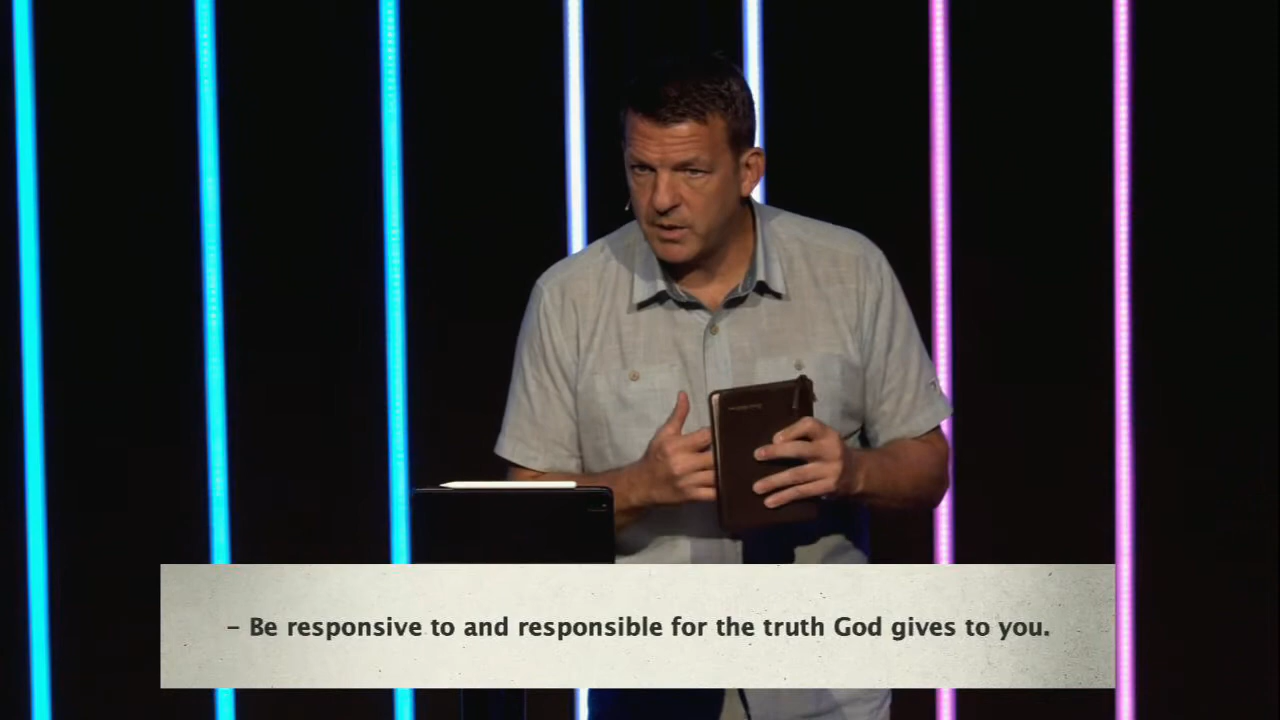 – Be responsive to and responsible for the truth God gives to you.